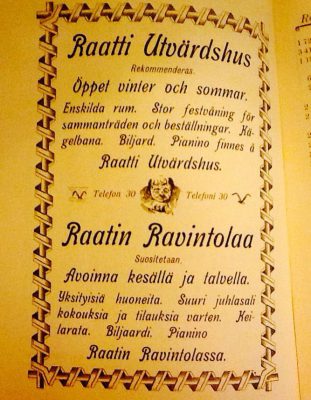 Raatti Utvärdshus
Rekommenderas.
Öppet vinter och sommar.
Enskilda rum. Stor festvåning för
sammanträden och beställningar. Kä-
gelbana. Biljard. Pianino finnes å
Raatti Utvärdshus.
Telefon 30 Telefoni 30
Raatin Ravintolaa
Suositetaan.
Avoinna kesällä ja talvella.
Yksityisiä huoneita. Suuri juhlasali
kokouksia ja tilauksia varten. Kei-
larata. Biljaardi. Pianino
Raatin Ravintolassa.